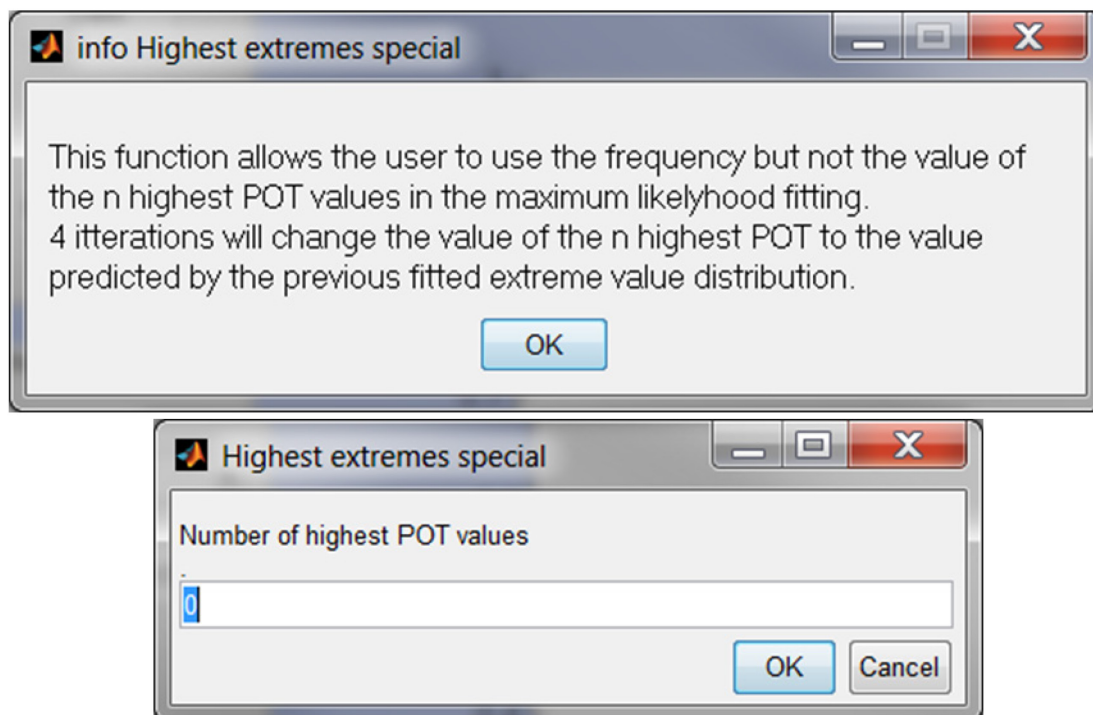 info Highest extremes special
This function allows the user to use the frequency but not the value of
the n highest POT values in the maximum likelyhood fitting.
4 itterations will change the value of the n highest POT to the value
predicted by the previous fitted extreme value distribution.
OK
Highest extremes special
Number of highest POT values
.
0
OK Cancel